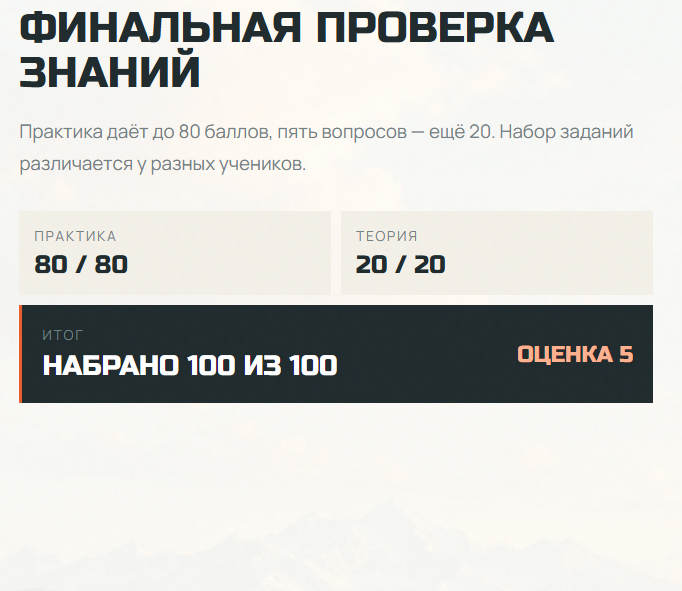 ФИНАЛЬНАЯ ПРОВЕРКА
ЗНАНИЙ
Практика даёт до 80 баллов, пять вопросов — ещё 20. Набор заданий
различается у разных учеников.
ПРАКТИКА
80 / 80
ТЕОРИЯ
20 / 20
ИТОГ
НАБРАНО 100 ИЗ 100
ОЦЕНКА 5